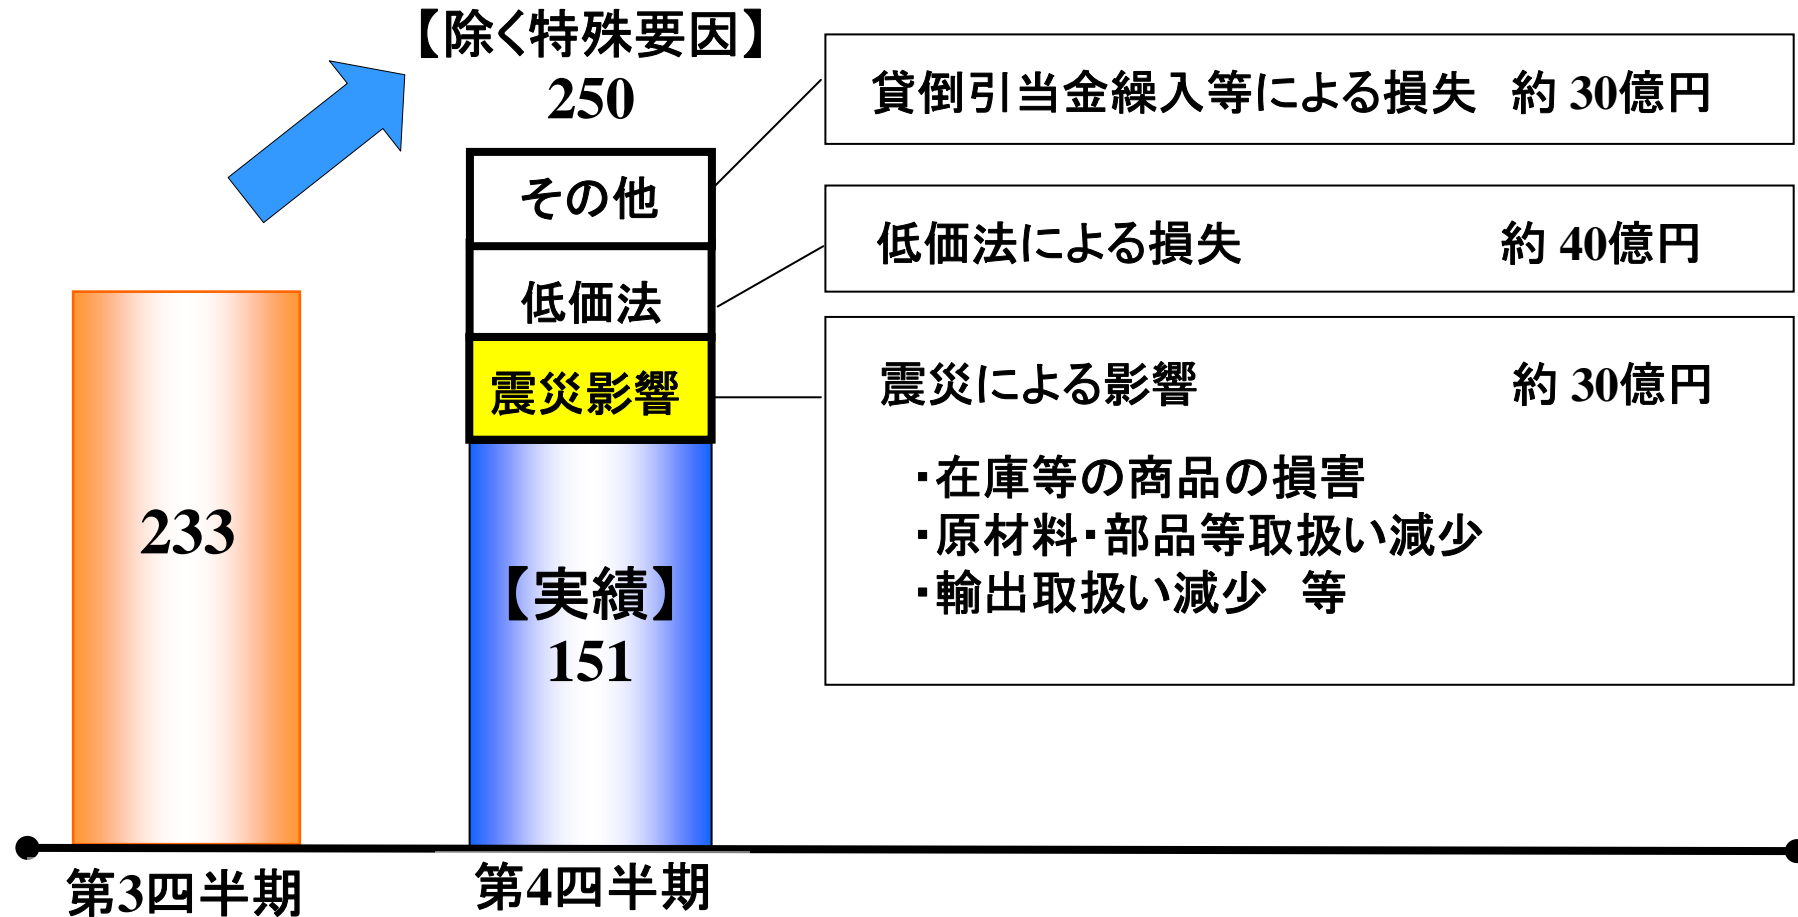 【除く特殊要因】
250
その他
低価法
震災影響
【実績】
151
233
第3四半期
第4四半期
貸倒引当金繰入等による損失 約 30億円
低価法による損失 約 40億円
震災による影響 約 30億円
・在庫等の商品の損害
・原材料・部品等取扱い減少
・輸出取扱い減少 等